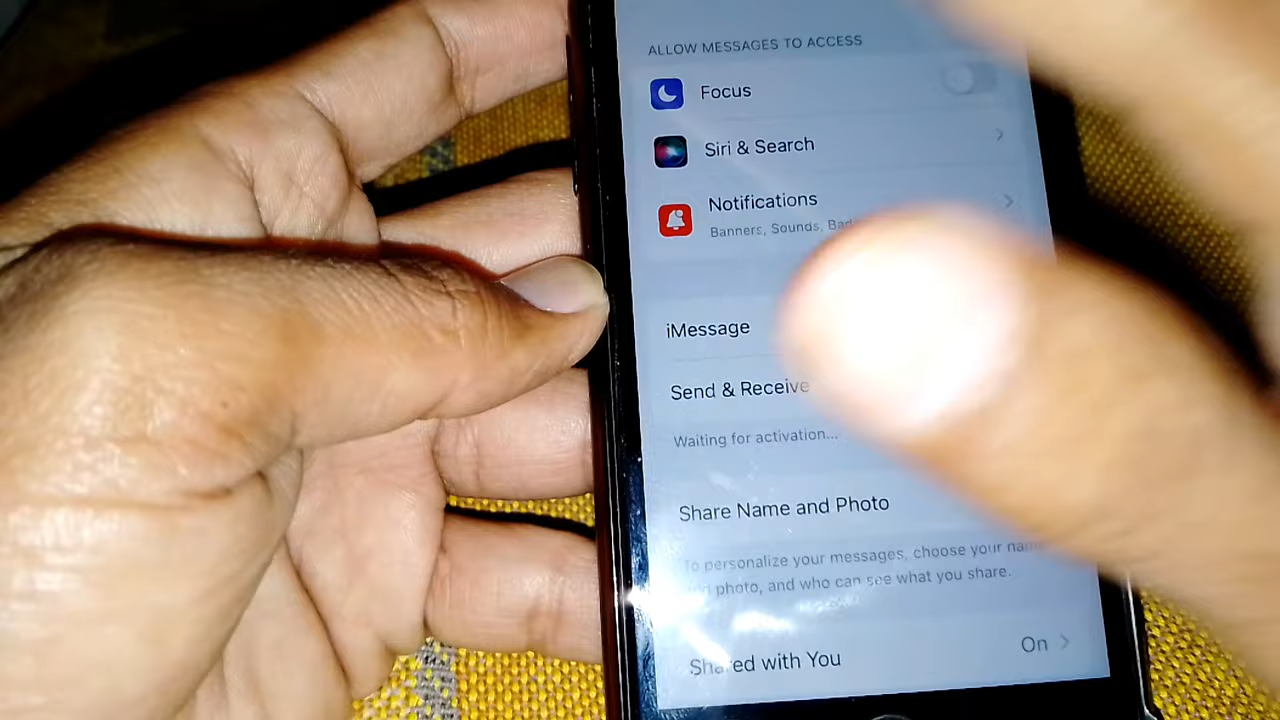 ALLOW MESSAGES TO ACCESS
Focus
Siri & Search
Notifications
Banners, Sounds,
iMessage
Send & Receive
Waiting for activation...
Share Name and Photo
To personalize your messages, choose your
photo, and who can see what you share.
Shared with You
On